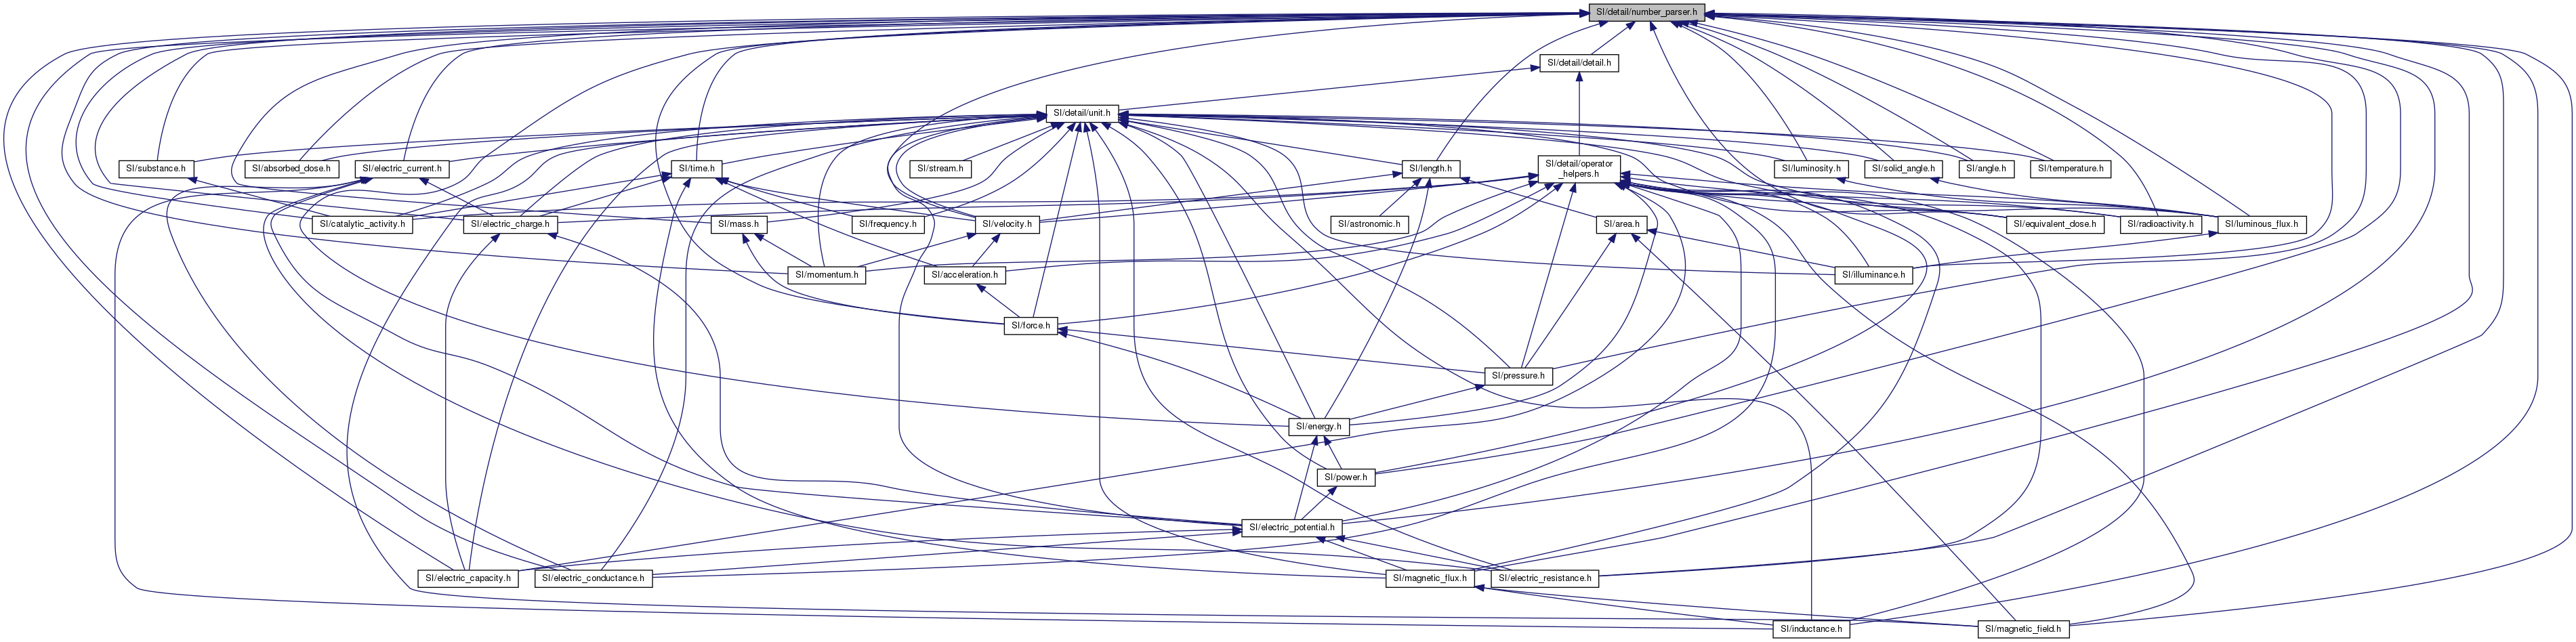 SI/detail/number_parser.h
SI/detail/detail.h
SI/detail/unit.h
SI/substance.h
SI/absorbed_dose.h
SI/electric_current.h
SI/time.h
SI/stream.h
SI/length.h
SI/detail/operator
_helpers.h
SI/luminosity.h
SI/solid_angle.h
SI/angle.h
SI/temperature.h
SI/catalytic_activity.h
SI/electric_charge.h
SI/mass.h
SI/frequency.h
SI/velocity.h
SI/astronomic.h
SI/area.h
SI/equivalent_dose.h
SI/radioactivity.h
SI/luminous_flux.h
SI/momentum.h
SI/acceleration.h
SI/illuminance.h
SI/force.h
SI/pressure.h
SI/energy.h
SI/power.h
SI/electric_potential.h
SI/electric_capacity.h
SI/electric_conductance.h
SI/magnetic_flux.h
SI/electric_resistance.h
SI/inductance.h
SI/magnetic_field.h